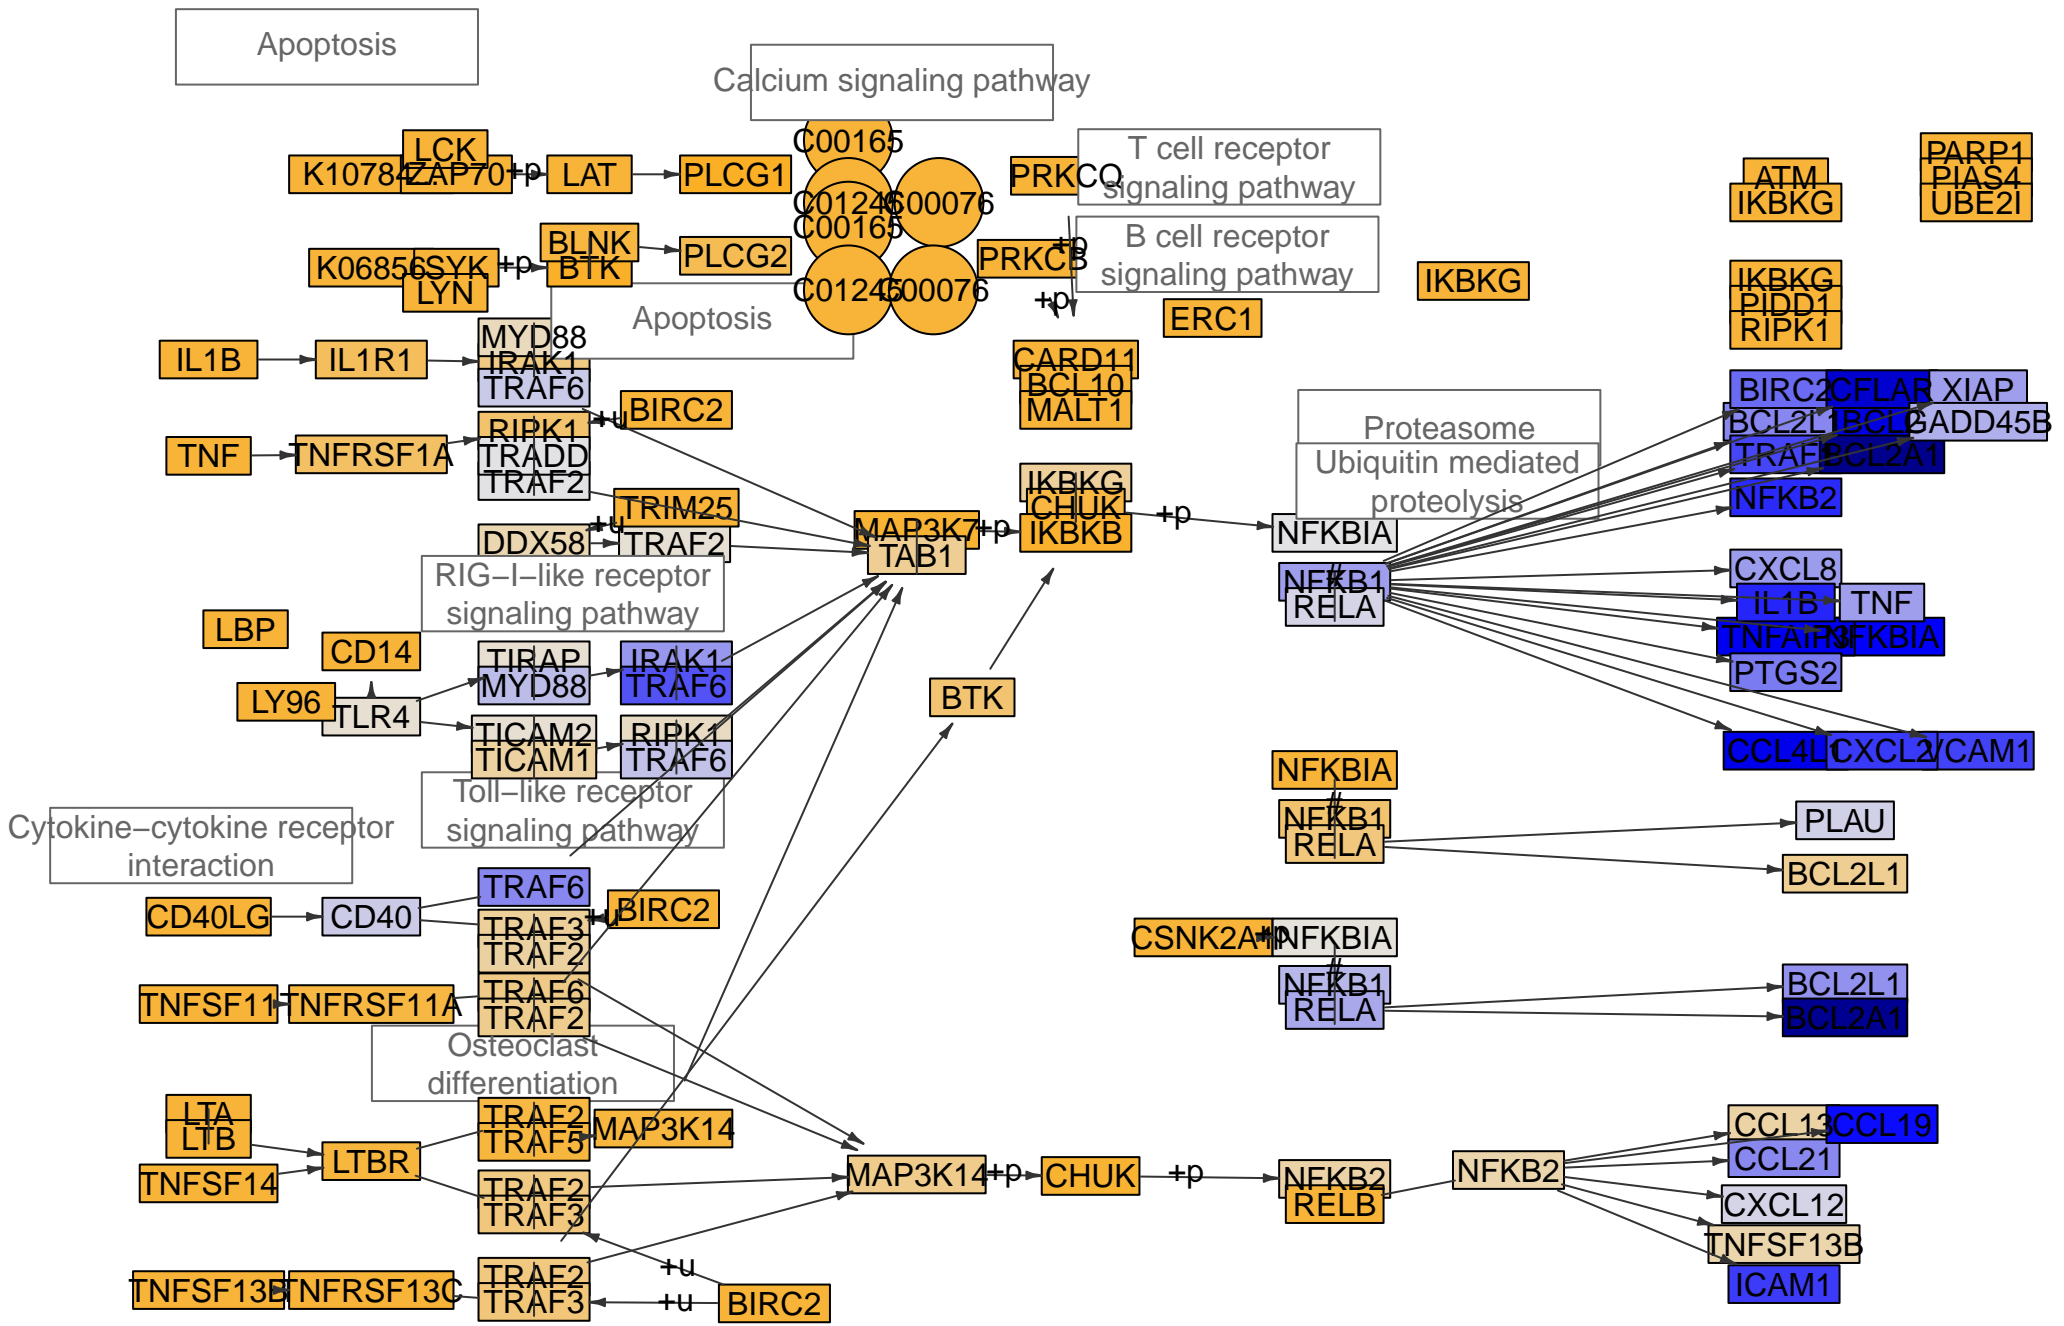 Apoptosis
Calcium signaling pathway
LCK
K10784
ZAP70
+p
LAT
PLCG1
C00165
C01246
C00076
PRKCQ
T cell receptor
signaling pathway
ATM
IKBKG
PARP1
PIAS4
UBE2I
K06856
SYK
LYN
+p
BLNK
BTK
PLCG2
C00165
C01246
C00076
PRKCB
+p
+p
B cell receptor
signaling pathway
ERC1
IKBKG
IKBKG
PIDD1
RIPK1
Apoptosis
IL1B
IL1R1
MYD88
IRAK1
TRAF6
CARD11
BCL10
MALT1
TNF
TNFRSF1A
RIPK1
TRADD
TRAF2
+u
BIRC2
Proteasome
Ubiquitin mediated
proteolysis
BIRC2
CFLAR
XIAP
BCL2L1
BCL2
GADD45B
TRAF1
BCL2A1
NFKB2
DDX58
+u
TRIM25
TRAF2
MAP3K7
TAB1
+p
IKBKG
CHUK
IKBKB
+p
NFKBIA
NFKB1
RELA
CXCL8
IL1B
TNF
TNFAIP3
NFKBIA
PTGS2
CCL4L1
CXCL2
VCAM1
RIG−I−like receptor
signaling pathway
LBP
CD14
LY96
TLR4
TIRAP
MYD88
IRAK1
TRAF6
TICAM2
TICAM1
RIPK1
TRAF6
BTK
Toll−like receptor
signaling pathway
Cytokine−cytokine receptor
interaction
NFKBIA
NFKB1
RELA
PLAU
BCL2L1
CD40LG
CD40
TRAF6
TRAF3
TRAF2
+u
BIRC2
CSNK2A1
+p
NFKBIA
NFKB1
RELA
BCL2L1
BCL2A1
TNFSF11
TNFRSF11A
TRAF6
TRAF2
Osteoclast
differentiation
LTA
LTB
TNFSF14
LTBR
TRAF2
TRAF5
MAP3K14
TRAF2
TRAF3
MAP3K14
+p
CHUK
+p
NFKB2
RELB
NFKB2
CCL13
CCL19
CCL21
CXCL12
TNFSF13B
ICAM1
TNFSF13B
TNFRSF13C
TRAF2
TRAF3
+u
+u
BIRC2